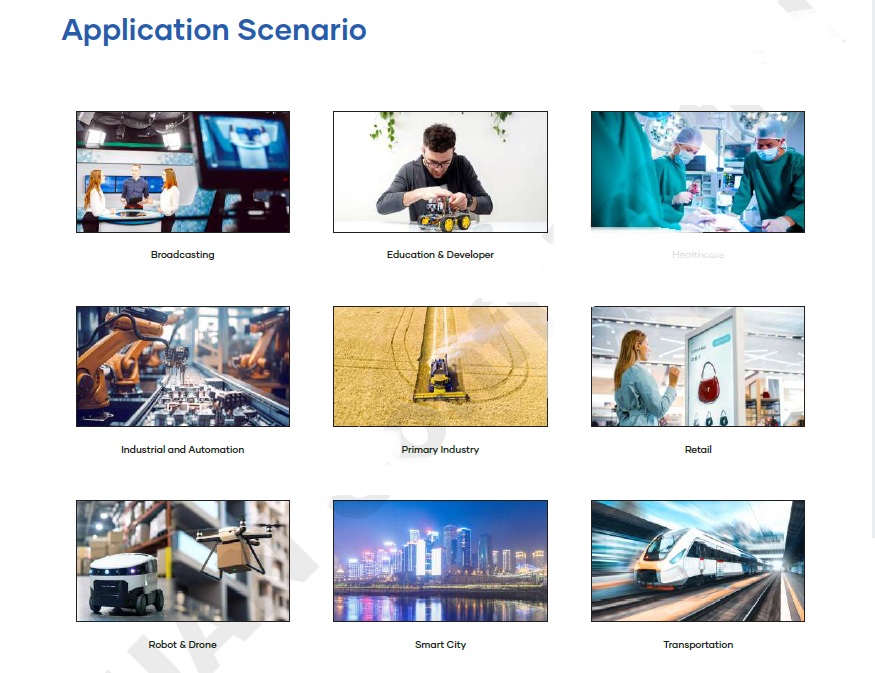 Application Scenario
Broadcasting
Education & Developer
Healthcare
Industrial and Automation
Primary Industry
Retail
Robot & Drone
Smart City
Transportation